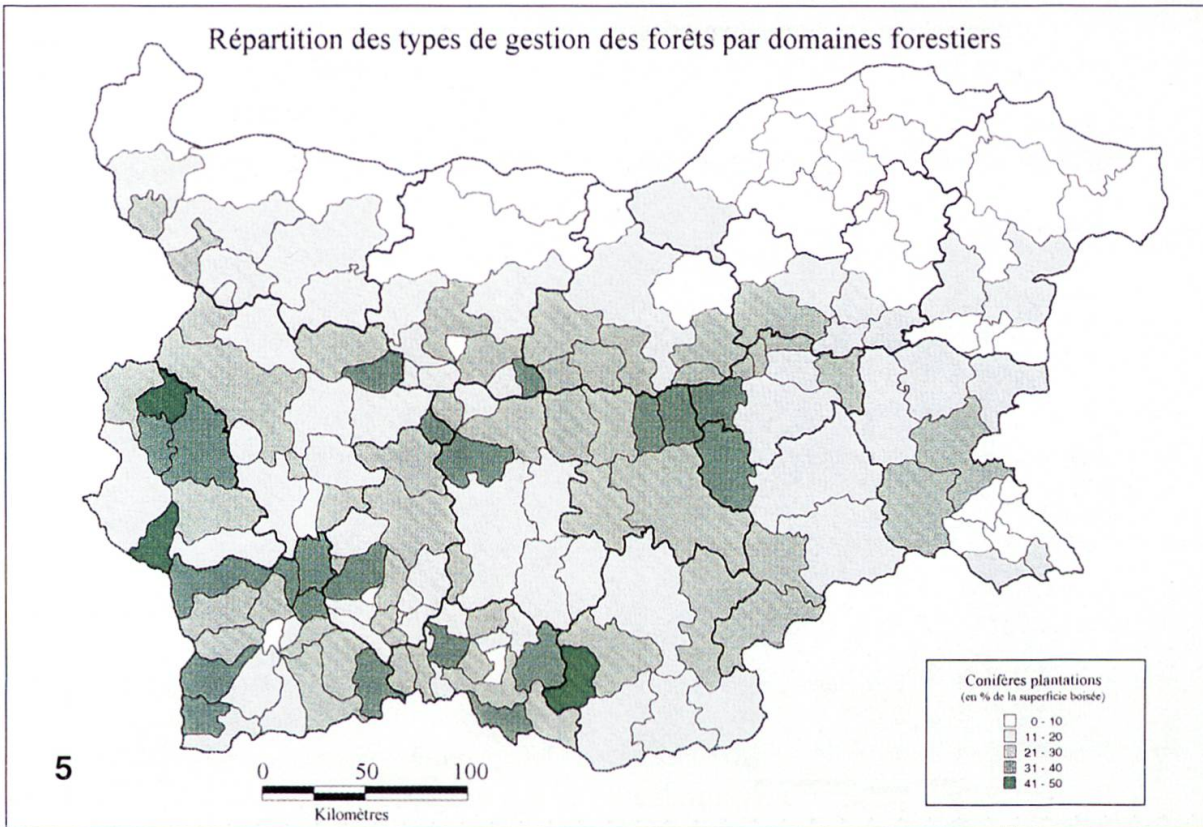 Répartition des types de gestion des forêts par domaines forestiers
Conifères plantations
(en % de la superficie boisée)
0 - 10
11 - 20
21 - 30
31 - 40
41 - 50
5
0 50 100
Kilomètres